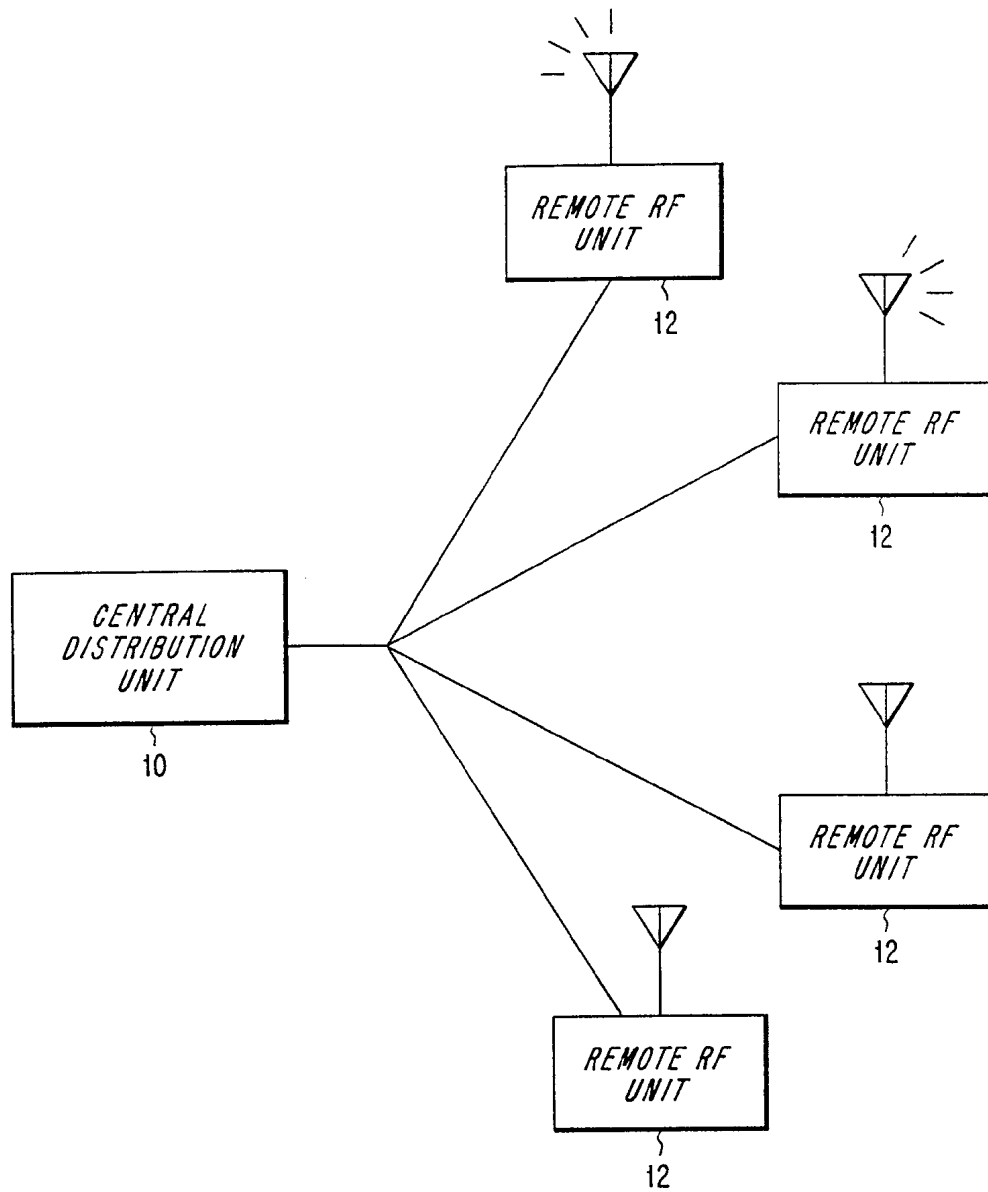 REMOTE RF
UNIT
12
REMOTE RF
UNIT
12
CENTRAL
DISTRIBUTION
UNIT
10
REMOTE RF
UNIT
12
REMOTE RF
UNIT
12